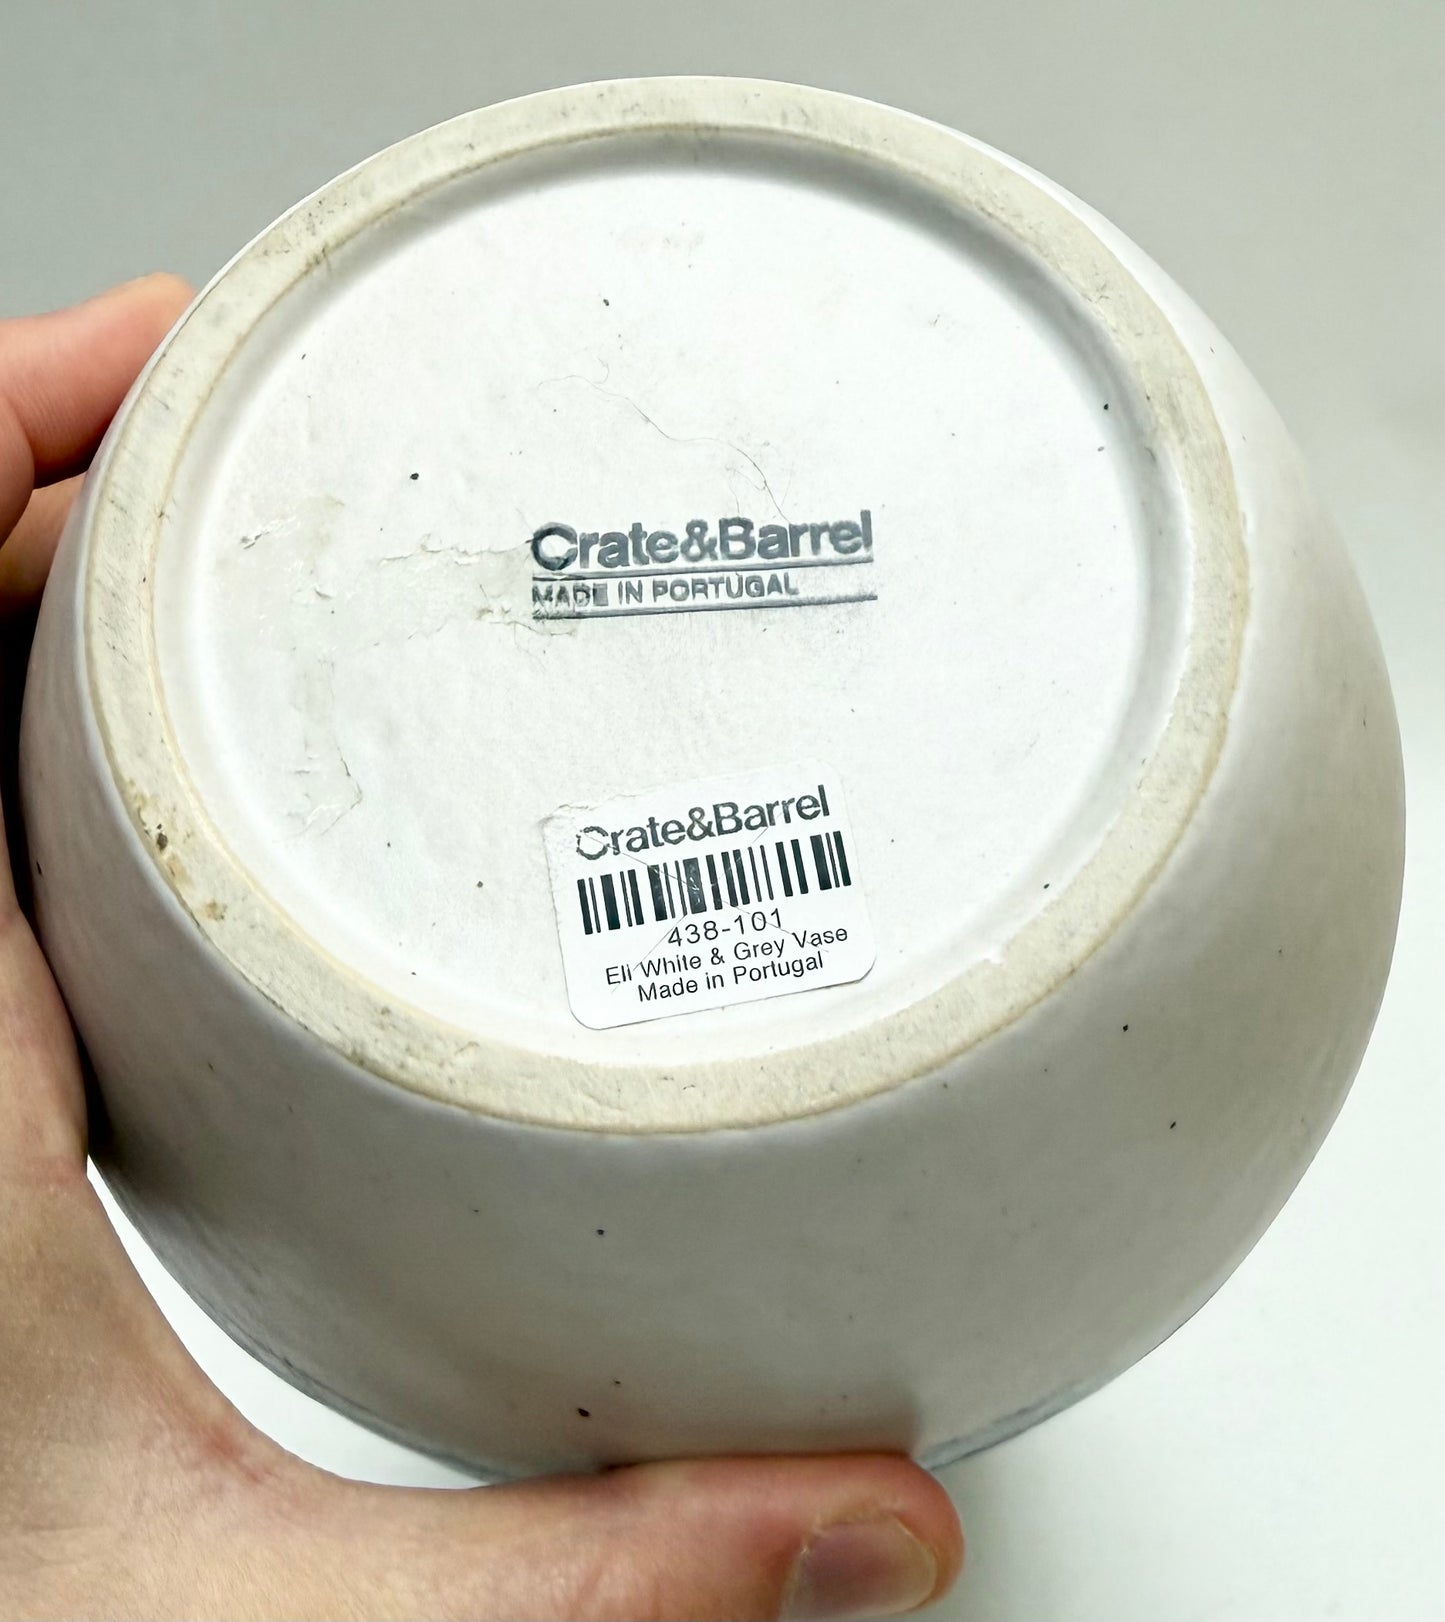 Crate&Barrel
MADE IN PORTUGAL
Crate&Barrel
438-101
Eli White & Grey Vase
Made in Portugal